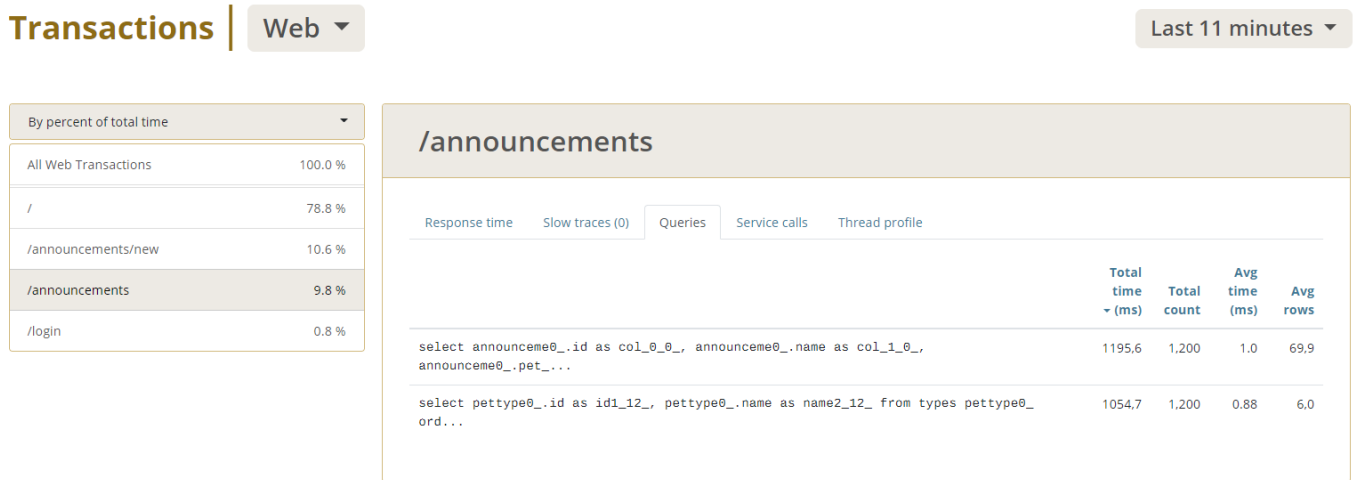 Transactions Web
Last 11 minutes
By percent of total time
All Web Transactions 100.0 %
/ 78.8 %
/announcements/new 10.6 %
/announcements 9.8 %
/login 0.8 %
/announcements
Response time Slow traces (0) Queries Service calls Thread profile
Total time (ms) Total count Avg time (ms) Avg rows
select announceme0_.id as col_0_0_, announceme0_.name as col_1_0_, 1195,6 1,200 1.0 69,9
announceme0_.pet_...
select pettype0_.id as id1_12_, pettype0_.name as name2_12_ from types pettype0_ 1054,7 1,200 0.88 6,0
ord...